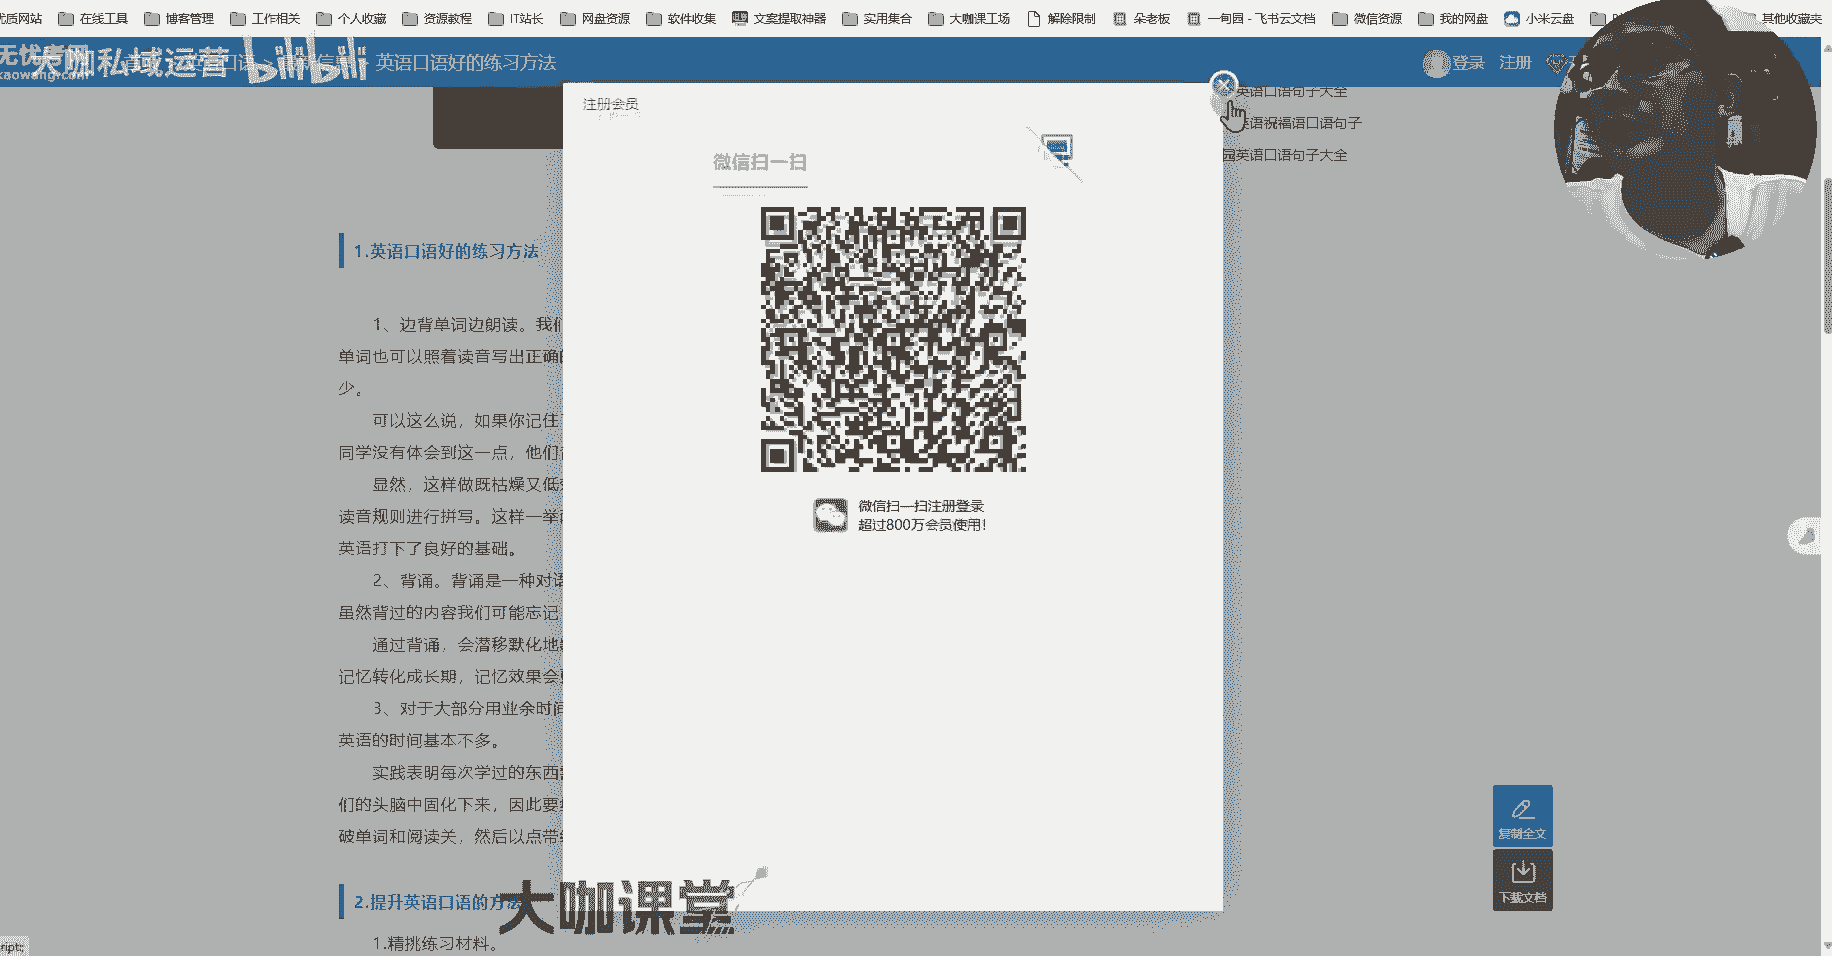 优质网站 在线工具 博客管理 工作相关 个人收藏 资源教程 IT站长 网盘资源 软件收集 文案提取神器 实用集合 大咖课工场 解除限制 朵老板 一甸园 - 飞书云文档 微信资源 我的网盘 小米云盘 其他收藏夹
无忧考网
kaowang.com
大咖私域运营 bilibili
英语口语好的练习方法
登录 注册
英语口语句子大全
英语祝福语口语句子
园英语口语句子大全
注册会员
微信扫一扫
微信扫一扫注册登录
超过800万会员使用!
1.英语口语好的练习方法
1、边背单词边朗读。我们
单词也可以照着读音写出正确的
少。
可以这么说，如果你记住
同学没有体会到这一点，他们
显然，这样做既枯燥又低
读音规则进行拼写。这样一举
英语打下了良好的基础。
2、背诵。背诵是一种对语
虽然背过的内容我们可能忘记
通过背诵，会潜移默化地
记忆转化成长期，记忆效果会
3、对于大部分用业余时间
英语的时间基本不多。
实践表明每次学过的东西
们的头脑中固化下来，因此要
破单词和阅读关，然后以点带
2.提升英语口语的方法
1.精挑练习材料。
大咖课堂
复制全文
下载文档
ript: